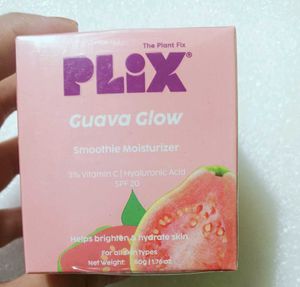 The Plant Fix
PLiX®
Guava Glow
Smoothie Moisturizer
3% Vitamin C | Hyaluronic Acid
SPF 20
Helps brighten & hydrate skin
For all skin types
Net Weight: 50g | 1.76 oz.